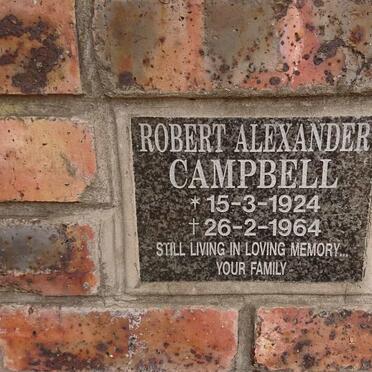 ROBERT ALEXANDER
CAMPBELL
* 15-3-1924
† 26-2-1964
STILL LIVING IN LOVING MEMORY...
YOUR FAMILY